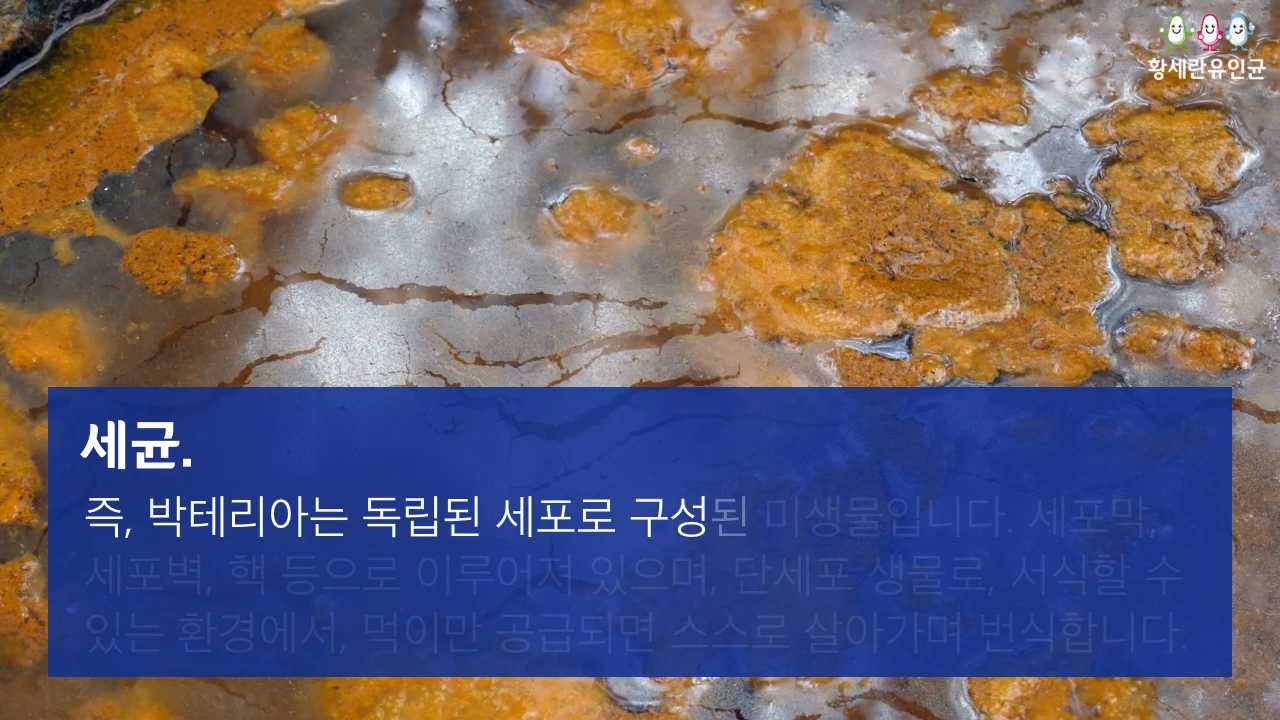 황세란유인균
세균.
즉, 박테리아는 독립된 세포로 구성된 미생물입니다. 세포막,
세포벽, 핵 등으로 이루어져 있으며, 단세포 생물로, 서식할 수
있는 환경에서, 먹이만 공급되면 스스로 살아가며 번식합니다.